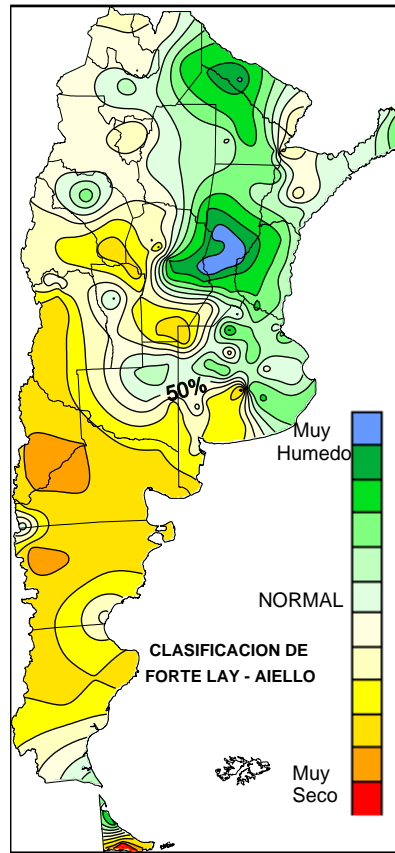 50%
Muy
Humedo
NORMAL
CLASIFICACION DE
FORTE LAY - AIELLO
Muy
Seco